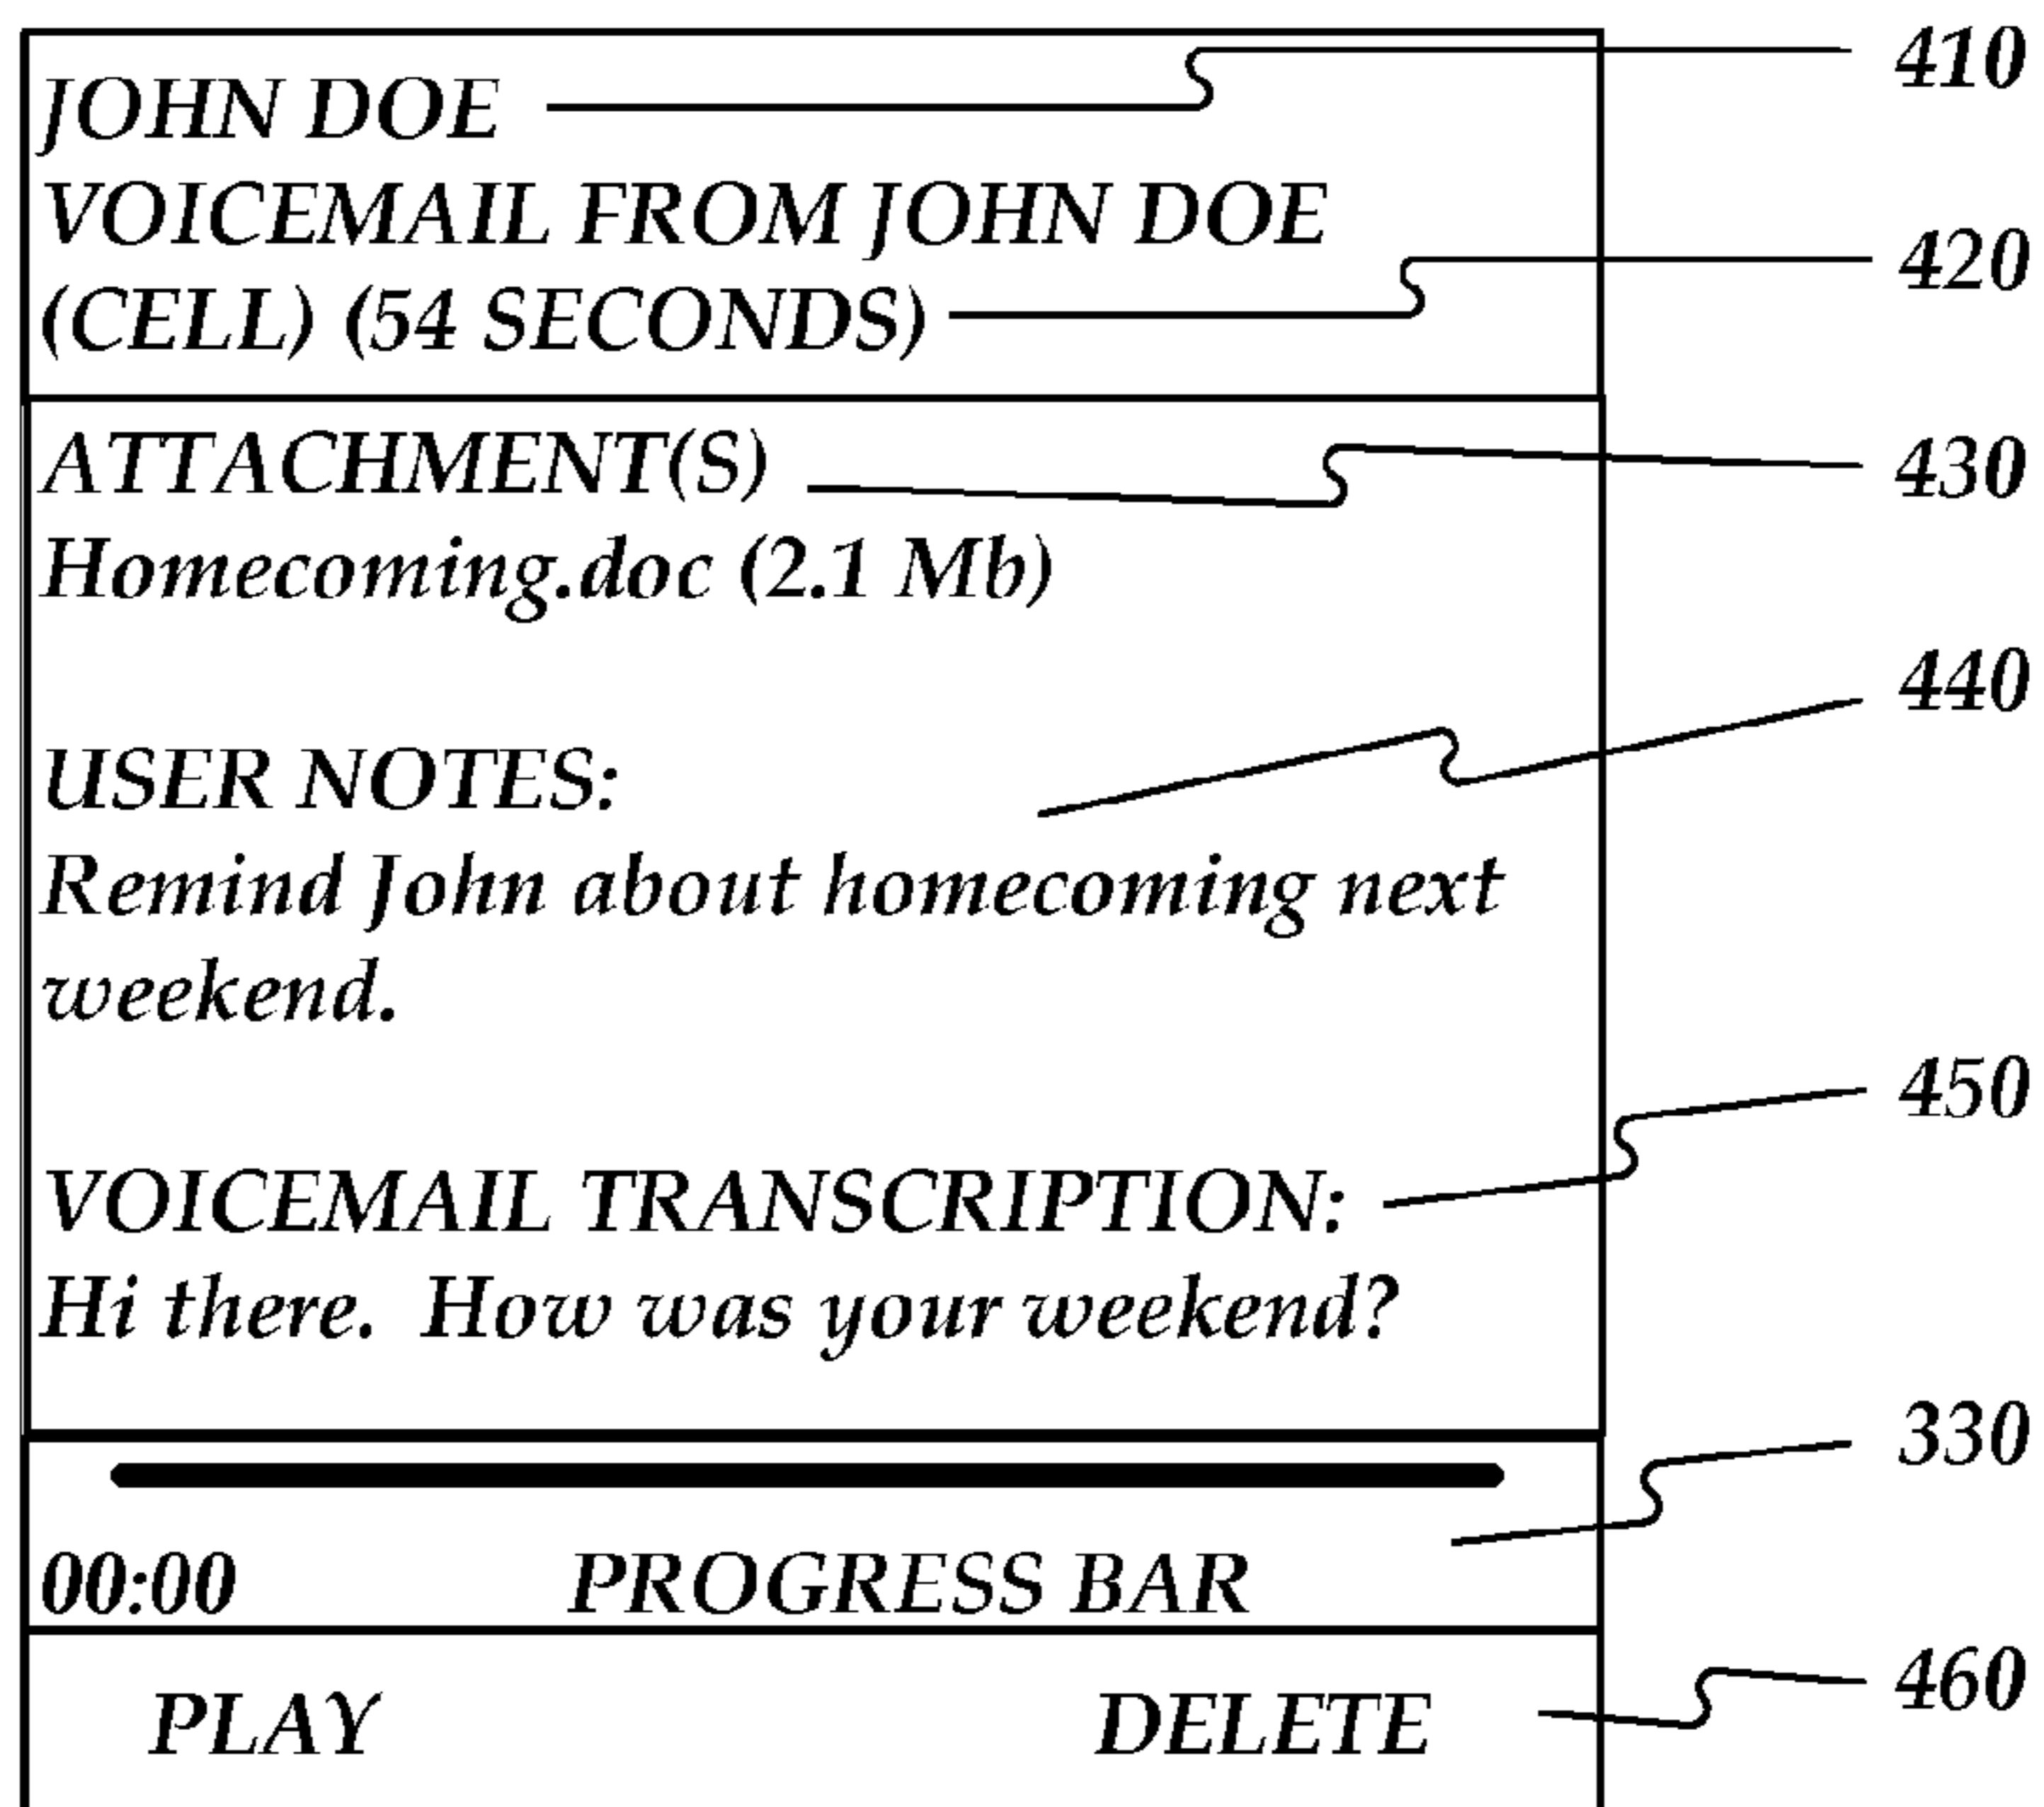 JOHN DOE 410
VOICEMAIL FROM JOHN DOE
(CELL) (54 SECONDS) 420
ATTACHMENT(S) 430
Homecoming.doc (2.1 Mb)
440
USER NOTES:
Remind John about homecoming next
weekend.
450
VOICEMAIL TRANSCRIPTION:
Hi there. How was your weekend?
330
00:00 PROGRESS BAR
PLAY DELETE 460